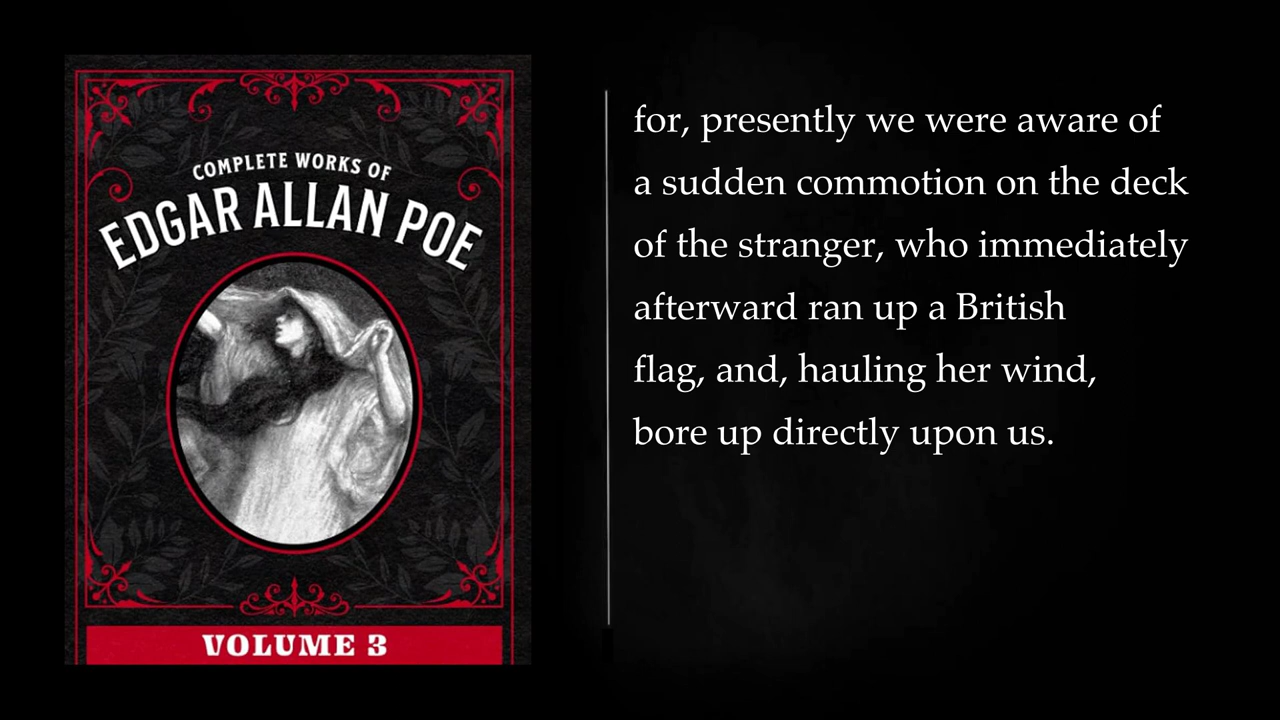 COMPLETE WORKS OF
EDGAR ALLAN POE
VOLUME 3
for, presently we were aware of
a sudden commotion on the deck
of the stranger, who immediately
afterward ran up a British
flag, and, hauling her wind,
bore up directly upon us.